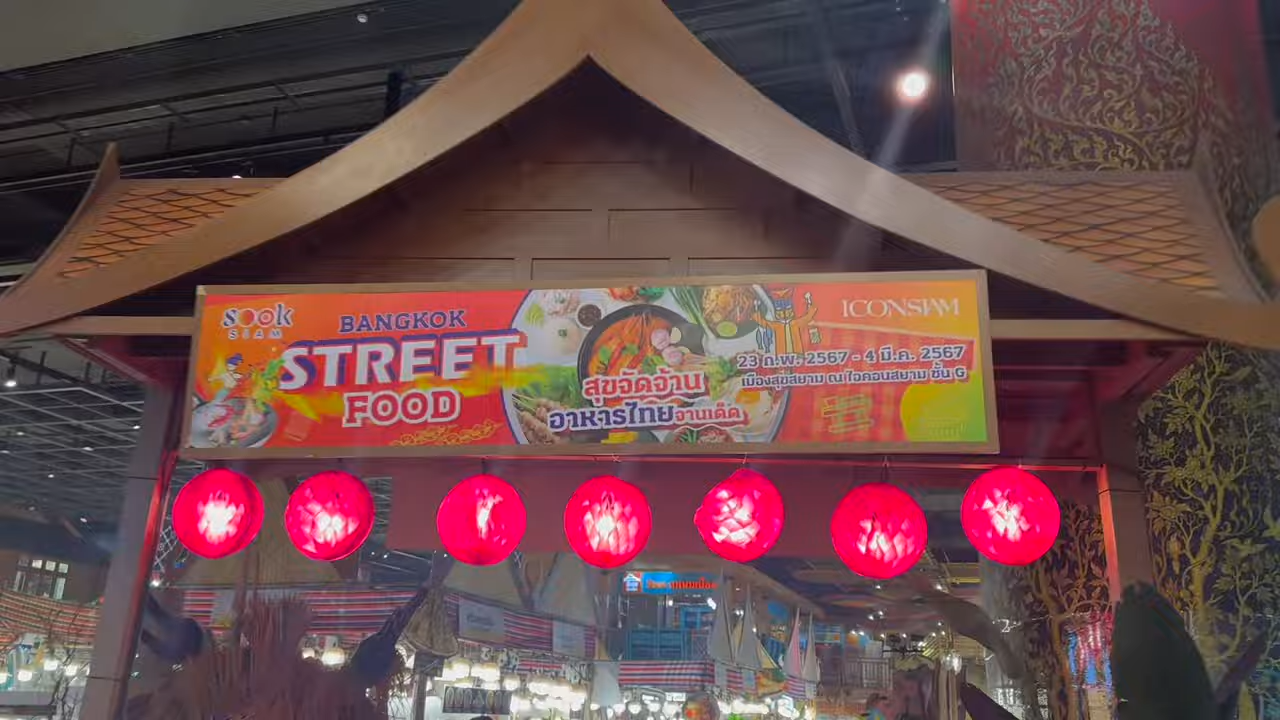 sook
SIAM
BANGKOK
STREET
FOOD
สุขจัดจ้าน
อาหารไทยจานเด็ด
ICONSIAM
23 ก.พ. 2567 - 4 มี.ค. 2567
เมืองสุขสยาม ณ ไอคอนสยาม ชั้น G